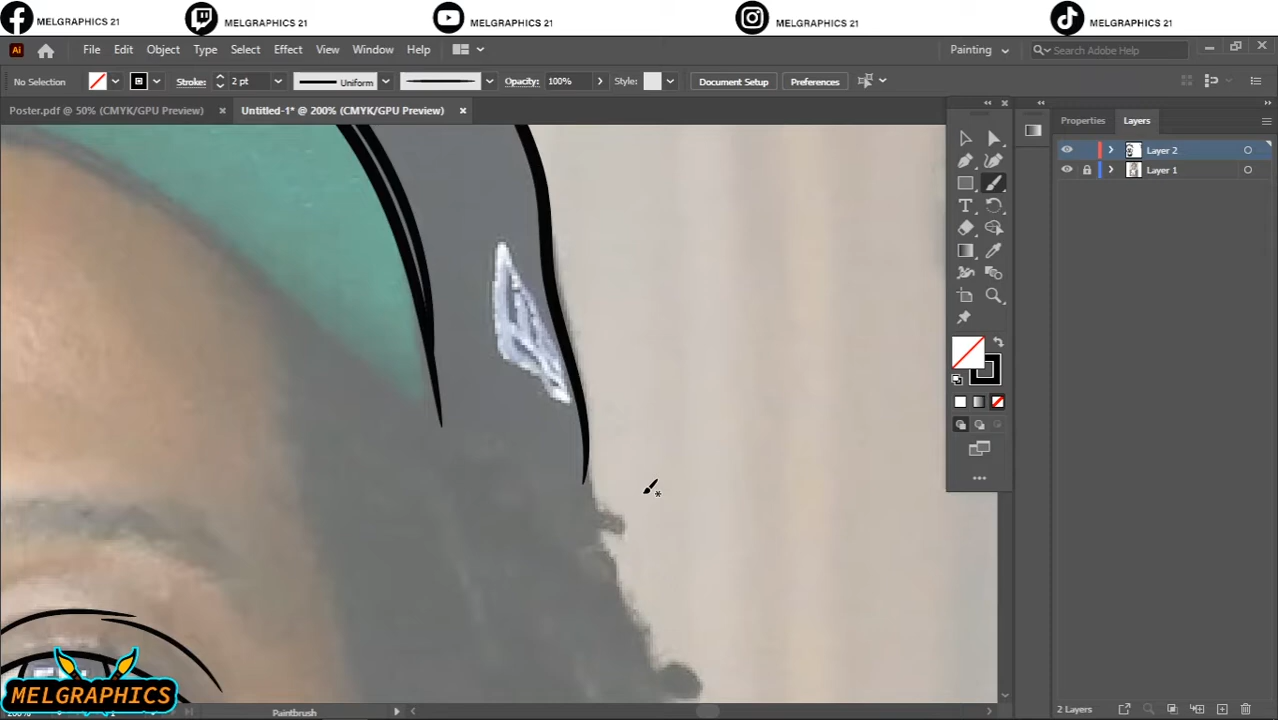 MELGRAPHICS 21 MELGRAPHICS 21 MELGRAPHICS 21 MELGRAPHICS 21 MELGRAPHICS 21
Ai File Edit Object Type Select Effect View Window Help Painting Search Adobe Help
No Selection Stroke: 2 pt Uniform Opacity: 100% Style: Document Setup Preferences
Poster.pdf @ 50% (CMYK/GPU Preview) × Untitled-1* @ 200% (CMYK/GPU Preview) ×
Properties Layers
Layer 2
Layer 1
MELGRAPHICS
Paintbrush
2 Layers